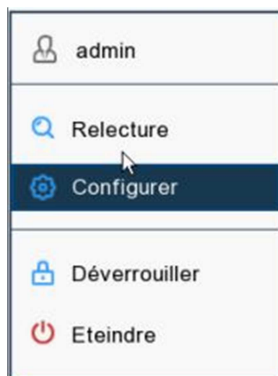 admin
Relecture
Configurer
Déverrouiller
Eteindre